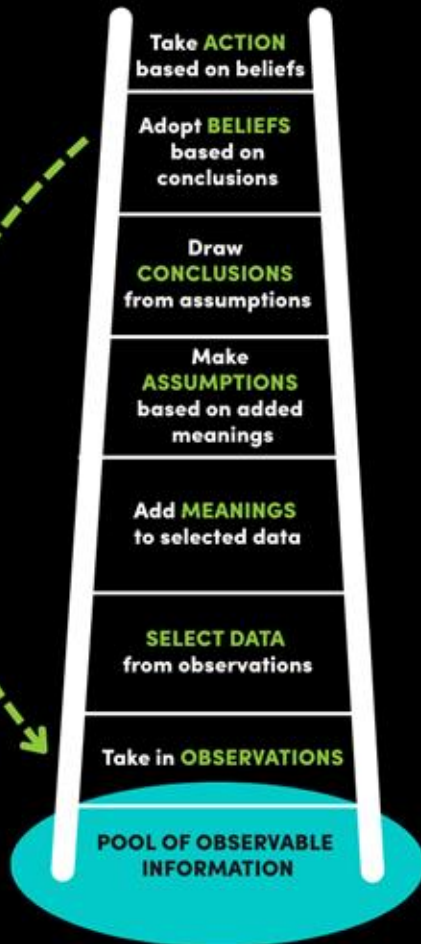 Take ACTION
based on beliefs
Adopt BELIEFS
based on
conclusions
Draw
CONCLUSIONS
from assumptions
Make
ASSUMPTIONS
based on added
meanings
Add MEANINGS
to selected data
SELECT DATA
from observations
Take in OBSERVATIONS
POOL OF OBSERVABLE
INFORMATION